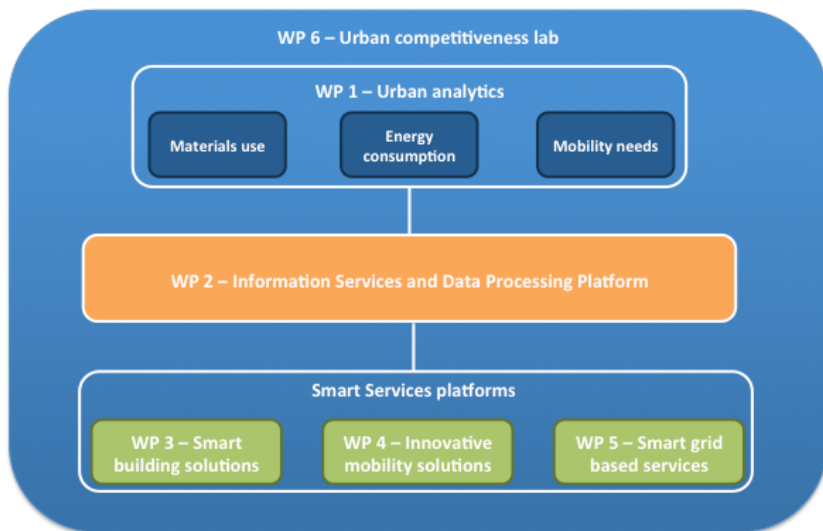 WP 6 – Urban competitiveness lab
WP 1 – Urban analytics
Materials use
Energy
consumption
Mobility needs
WP 2 – Information Services and Data Processing Platform
Smart Services platforms
WP 3 – Smart
building solutions
WP 4 – Innovative
mobility solutions
WP 5 – Smart grid
based services